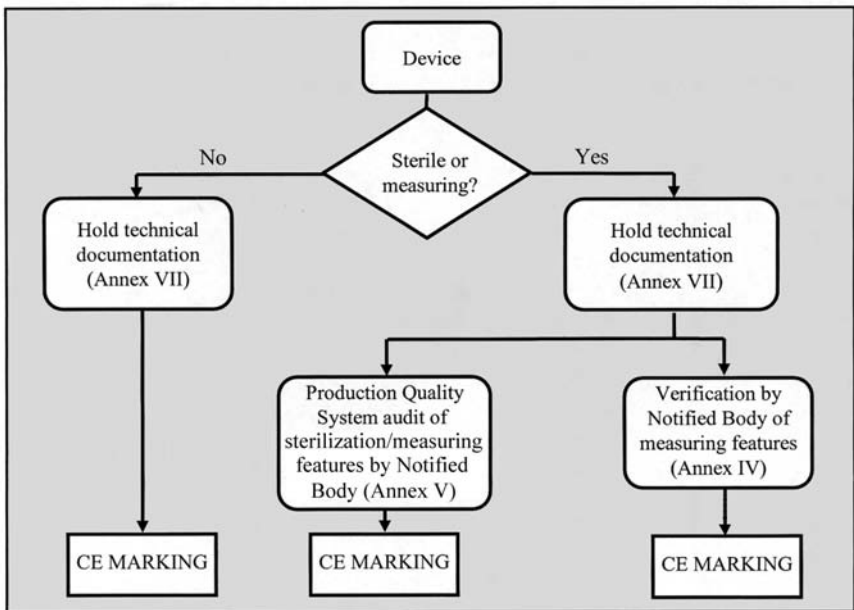 Device
Sterile or
measuring?
No
Yes
Hold technical
documentation
(Annex VII)
Hold technical
documentation
(Annex VII)
Production Quality
System audit of
sterilization/measuring
features by Notified
Body (Annex V)
Verification by
Notified Body of
measuring features
(Annex IV)
CE MARKING
CE MARKING
CE MARKING